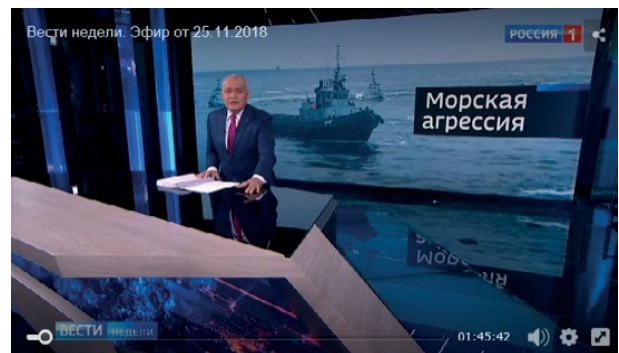 Вести недели. Эфир от 25.11.2018
РОССИЯ 1
Морская
агрессия
ВЕСТИ НЕДЕЛИ
01:45:42